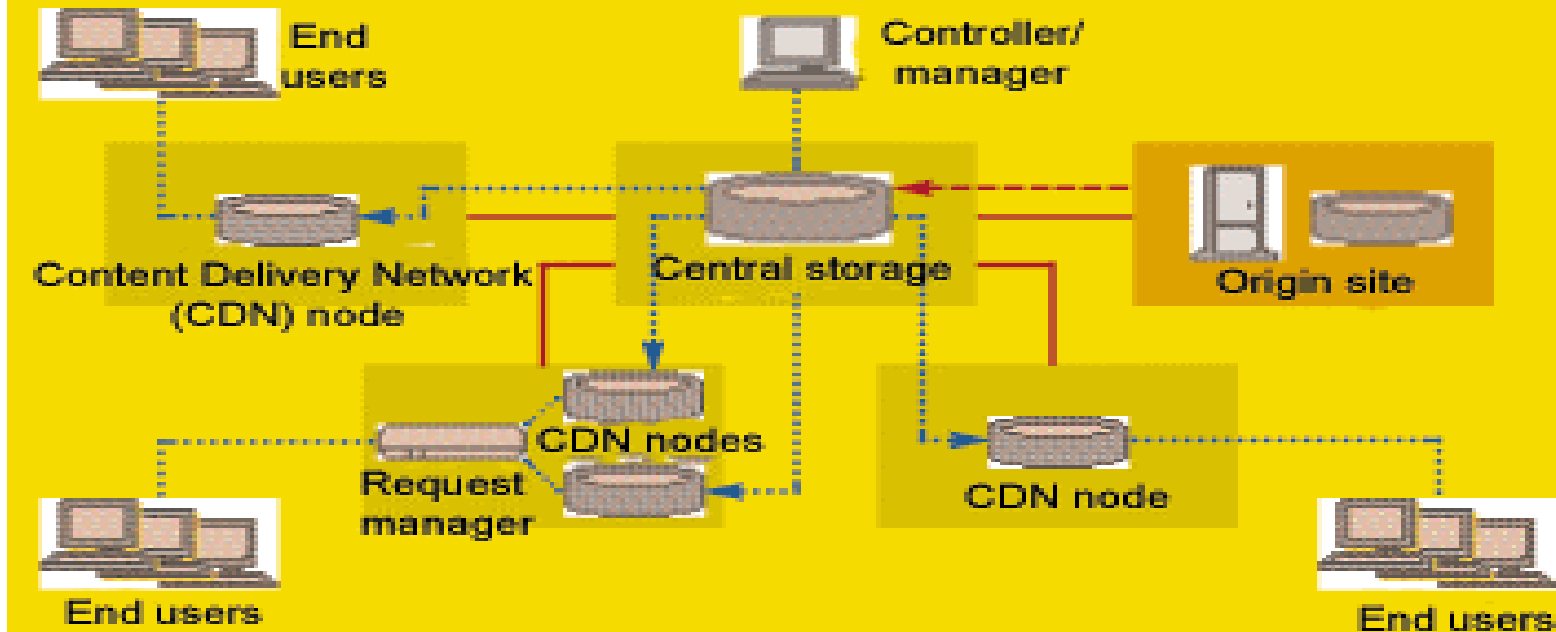 End
users
Controller/
manager
Content Delivery Network
(CDN) node
Central storage
Origin site
CDN nodes
Request
manager
CDN node
End users
End users